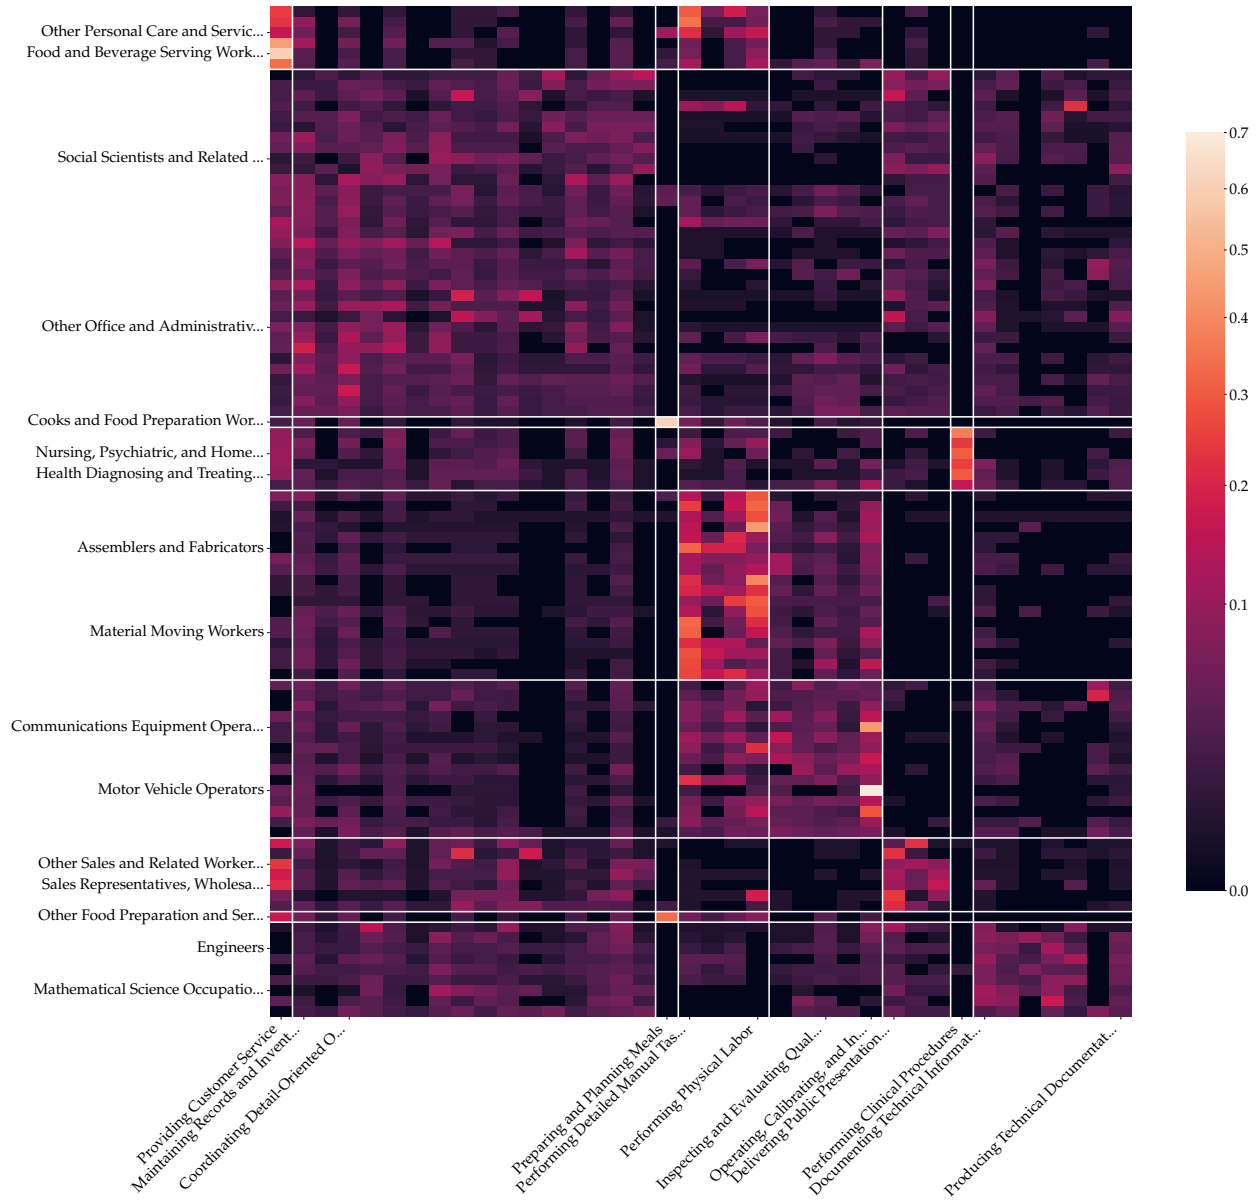 Other Personal Care and Servic...
Food and Beverage Serving Work...
Social Scientists and Related ...
Other Office and Administrativ...
Cooks and Food Preparation Wor...
Nursing, Psychiatric, and Home...
Health Diagnosing and Treating...
Assemblers and Fabricators
Material Moving Workers
Communications Equipment Opera...
Motor Vehicle Operators
Other Sales and Related Worker...
Sales Representatives, Wholesa...
Other Food Preparation and Ser...
Engineers
Mathematical Science Occupatio...
0.7
0.6
0.5
0.4
0.3
0.2
0.1
0.0
Providing Customer Service
Maintaining Records and Invent...
Coordinating Detail-Oriented O...
Preparing and Planning Meals
Performing Detailed Manual Tas...
Performing Physical Labor
Inspecting and Evaluating Qual...
Operating, Calibrating, and In...
Delivering Public Presentation...
Performing Clinical Procedures
Documenting Technical Informat...
Producing Technical Documentat...